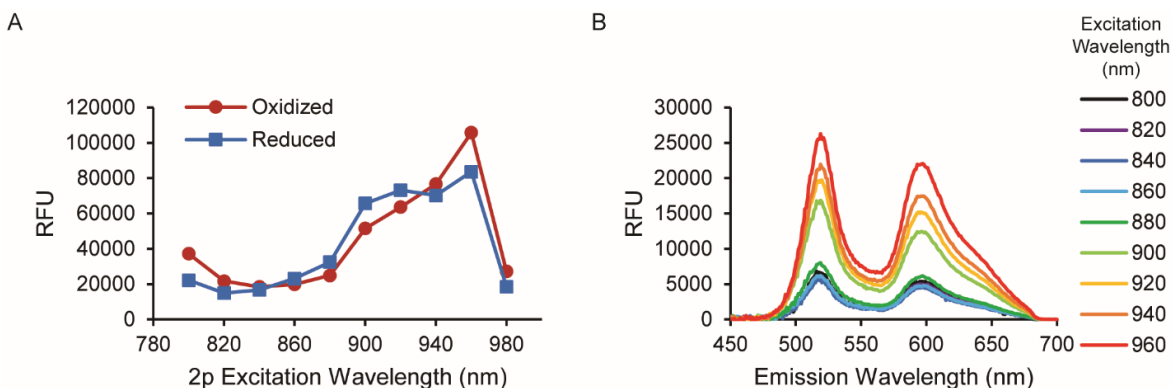 A
120000
100000
80000
60000
40000
20000
0
RFU
Oxidized
Reduced
780 820 860 900 940 980
2p Excitation Wavelength (nm)
B
30000
25000
20000
15000
10000
5000
0
RFU
450 500 550 600 650 700
Emission Wavelength (nm)
Excitation
Wavelength
(nm)
800
820
840
860
880
900
920
940
960